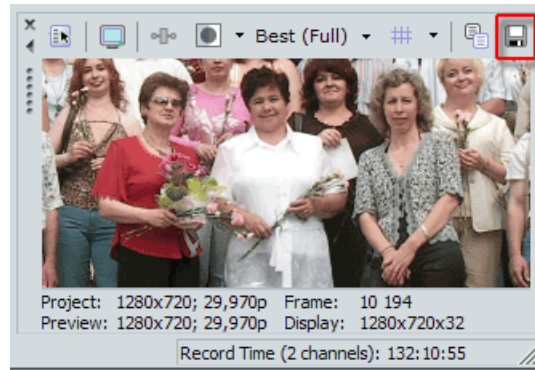 Best (Full)
Project: 1280x720; 29,970p Frame: 10 194
Preview: 1280x720; 29,970p Display: 1280x720x32
Record Time (2 channels): 132:10:55